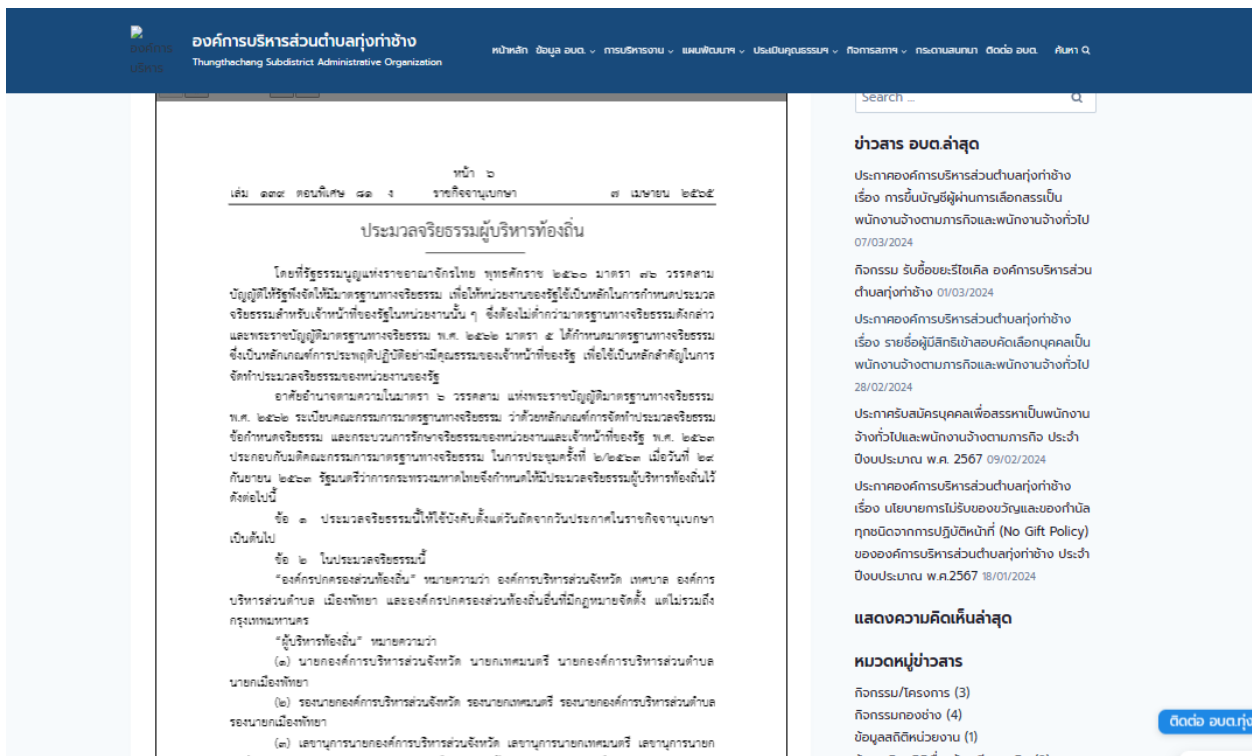 องค์การบริหารส่วนตำบลทุ่งท่าช้าง
Thungthachang Subdistrict Administrative Organization
องค์การ
บริหาร
หน้าหลัก ข้อมูล อบต. การบริหารงาน แผนพัฒนาฯ ประเมินคุณธรรมฯ กิจการสภาฯ กระดานสนทนา ติดต่อ อบต. ค้นหา
หน้า ๖
เล่ม ๑๓๙ ตอนพิเศษ ๘๑ ง ราชกิจจานุเบกษา ๗ เมษายน ๒๕๖๕
ประมวลจริยธรรมผู้บริหารท้องถิ่น
โดยที่รัฐธรรมนูญแห่งราชอาณาจักรไทย พุทธศักราช ๒๕๖๐ มาตรา ๗๖ วรรคสาม
บัญญัติให้รัฐพึงจัดให้มีมาตรฐานทางจริยธรรม เพื่อให้หน่วยงานของรัฐใช้เป็นหลักในการกำหนดประมวล
จริยธรรมสำหรับเจ้าหน้าที่ของรัฐในหน่วยงานนั้น ๆ ซึ่งต้องไม่ต่ำกว่ามาตรฐานทางจริยธรรมดังกล่าว
และพระราชบัญญัติมาตรฐานทางจริยธรรม พ.ศ. ๒๕๖๒ มาตรา ๕ ได้กำหนดมาตรฐานทางจริยธรรม
ซึ่งเป็นหลักเกณฑ์การประพฤติปฏิบัติอย่างมีคุณธรรมของเจ้าหน้าที่ของรัฐ เพื่อใช้เป็นหลักสำคัญในการ
จัดทำประมวลจริยธรรมของหน่วยงานของรัฐ
อาศัยอำนาจตามความในมาตรา ๖ วรรคสาม แห่งพระราชบัญญัติมาตรฐานทางจริยธรรม
พ.ศ. ๒๕๖๒ ระเบียบคณะกรรมการมาตรฐานทางจริยธรรม ว่าด้วยหลักเกณฑ์การจัดทำประมวลจริยธรรม
ข้อกำหนดจริยธรรม และกระบวนการรักษาจริยธรรมของหน่วยงานและเจ้าหน้าที่ของรัฐ พ.ศ. ๒๕๖๓
ประกอบกับมติคณะกรรมการมาตรฐานทางจริยธรรม ในการประชุมครั้งที่ ๒/๒๕๖๓ เมื่อวันที่ ๒๙
กันยายน ๒๕๖๓ รัฐมนตรีว่าการกระทรวงมหาดไทยจึงกำหนดให้มีประมวลจริยธรรมผู้บริหารท้องถิ่นไว้
ดังต่อไปนี้
ข้อ ๑ ประมวลจริยธรรมนี้ให้ใช้บังคับตั้งแต่วันถัดจากวันประกาศในราชกิจจานุเบกษา
เป็นต้นไป
ข้อ ๒ ในประมวลจริยธรรมนี้
“องค์กรปกครองส่วนท้องถิ่น” หมายความว่า องค์การบริหารส่วนจังหวัด เทศบาล องค์การ
บริหารส่วนตำบล เมืองพัทยา และองค์กรปกครองส่วนท้องถิ่นอื่นที่มีกฎหมายจัดตั้ง แต่ไม่รวมถึง
กรุงเทพมหานคร
“ผู้บริหารท้องถิ่น” หมายความว่า
(๑) นายกองค์การบริหารส่วนจังหวัด นายกเทศมนตรี นายกองค์การบริหารส่วนตำบล
นายกเมืองพัทยา
(๒) รองนายกองค์การบริหารส่วนจังหวัด รองนายกเทศมนตรี รองนายกองค์การบริหารส่วนตำบล
รองนายกเมืองพัทยา
(๓) เลขานุการนายกองค์การบริหารส่วนจังหวัด เลขานุการนายกเทศมนตรี เลขานุการนายก
Search ...
ข่าวสาร อบต.ล่าสุด
ประกาศองค์การบริหารส่วนตำบลทุ่งท่าช้าง
เรื่อง การขึ้นบัญชีผู้ผ่านการเลือกสรรเป็น
พนักงานจ้างตามภารกิจและพนักงานจ้างทั่วไป
07/03/2024
กิจกรรม รับซื้อขยะรีไซเคิล องค์การบริหารส่วน
ตำบลทุ่งท่าช้าง 01/03/2024
ประกาศองค์การบริหารส่วนตำบลทุ่งท่าช้าง
เรื่อง รายชื่อผู้มีสิทธิเข้าสอบคัดเลือกบุคคลเป็น
พนักงานจ้างตามภารกิจและพนักงานจ้างทั่วไป
28/02/2024
ประกาศรับสมัครบุคคลเพื่อสรรหาเป็นพนักงาน
จ้างทั่วไปและพนักงานจ้างตามภารกิจ ประจำ
ปีงบประมาณ พ.ศ. 2567 09/02/2024
ประกาศองค์การบริหารส่วนตำบลทุ่งท่าช้าง
เรื่อง นโยบายการไม่รับของขวัญและของกำนัล
ทุกชนิดจากการปฏิบัติหน้าที่ (No Gift Policy)
ขององค์การบริหารส่วนตำบลทุ่งท่าช้าง ประจำ
ปีงบประมาณ พ.ศ.2567 18/01/2024
แสดงความคิดเห็นล่าสุด
หมวดหมู่ข่าวสาร
กิจกรรม/โครงการ (3)
กิจกรรมกองช่าง (4)
ข้อมูลสถิติหน่วยงาน (1)
ติดต่อ อบต.ทุ่ง